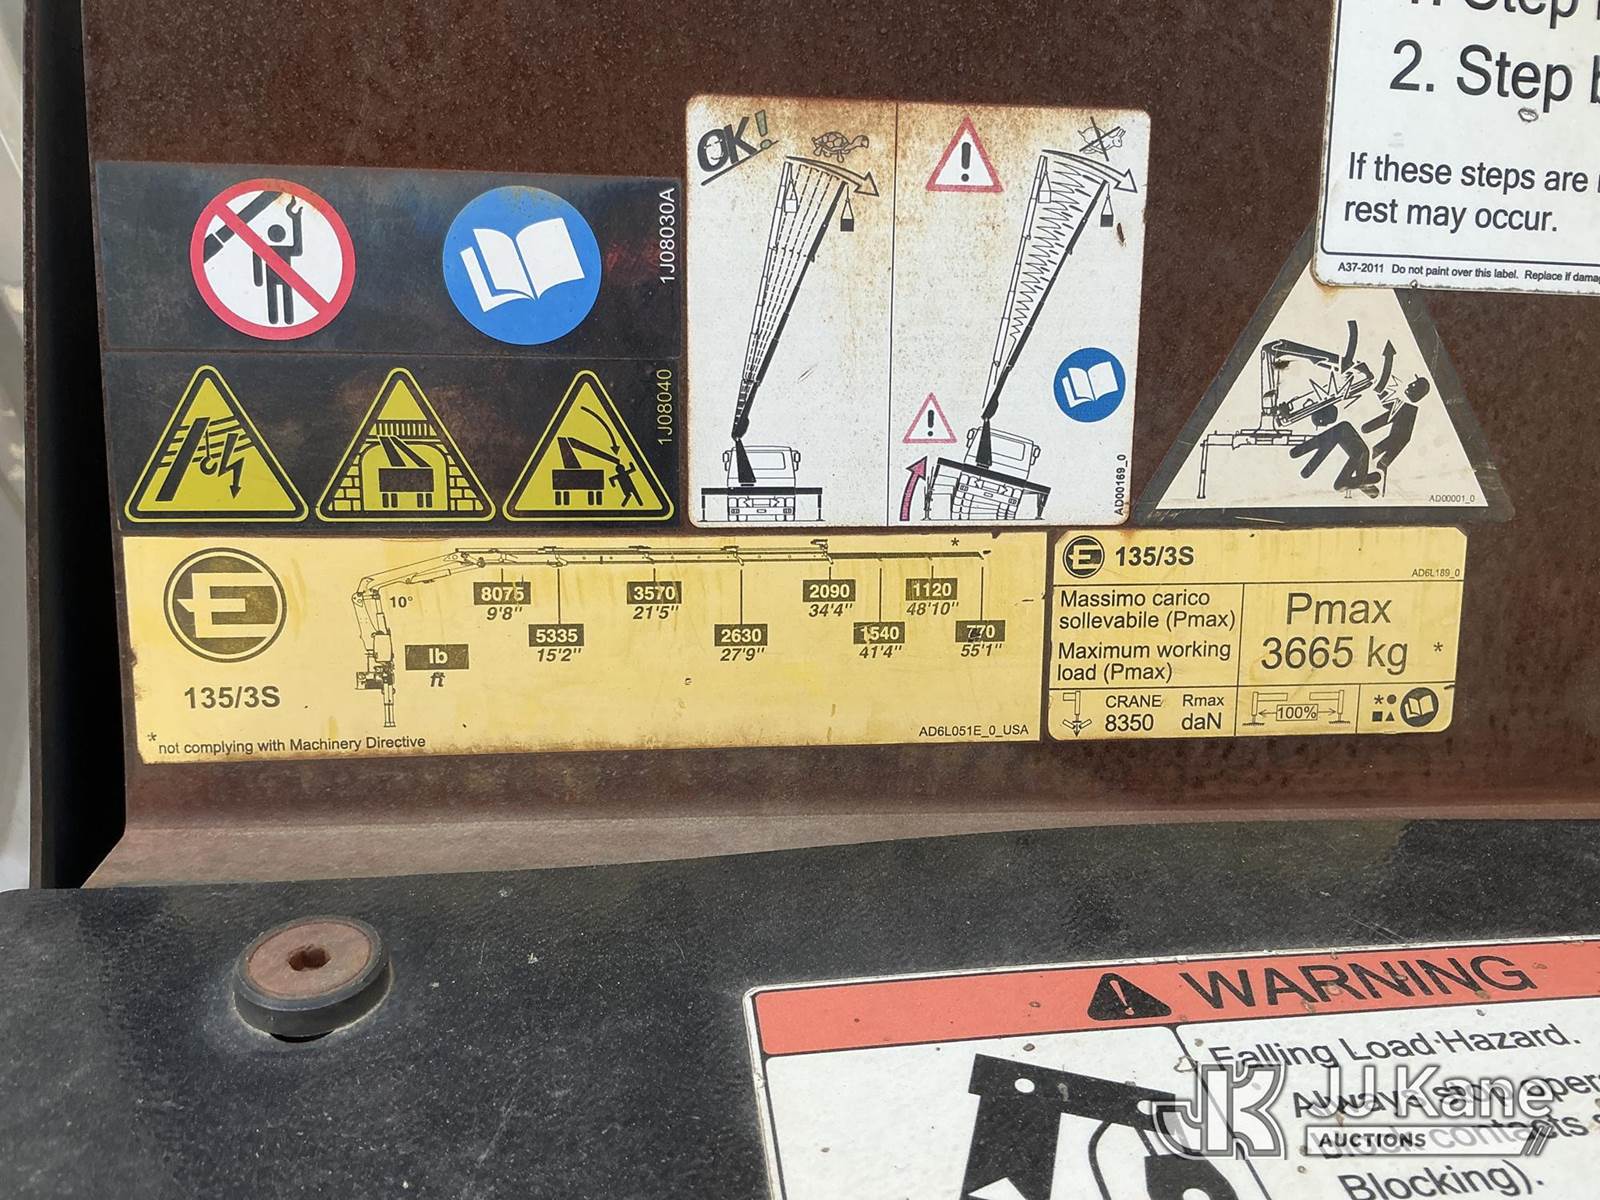 2. Step
If these steps are
rest may occur.
A37-2011 Do not paint over this label. Replace if
1J08030A
1J08040
OK!
AD00169_0
AD00001_0
E
135/3S
10°
lb
ft
8075
9'8"
5335
15'2"
3570
21'5"
2630
27'9"
2090
34'4"
1540
41'4"
1120
48'10"
770
55'1"
*
* not complying with Machinery Directive
AD6L051E_0_USA
E 135/3S
AD6L189_0
Massimo carico
sollevabile (Pmax)
Maximum working
load (Pmax)
Pmax
3665 kg *
CRANE Rmax
8350 daN
100%
WARNING
Falling Load Hazard.
Always stop
contacts
Blocking).
JK JJ Kane
AUCTIONS